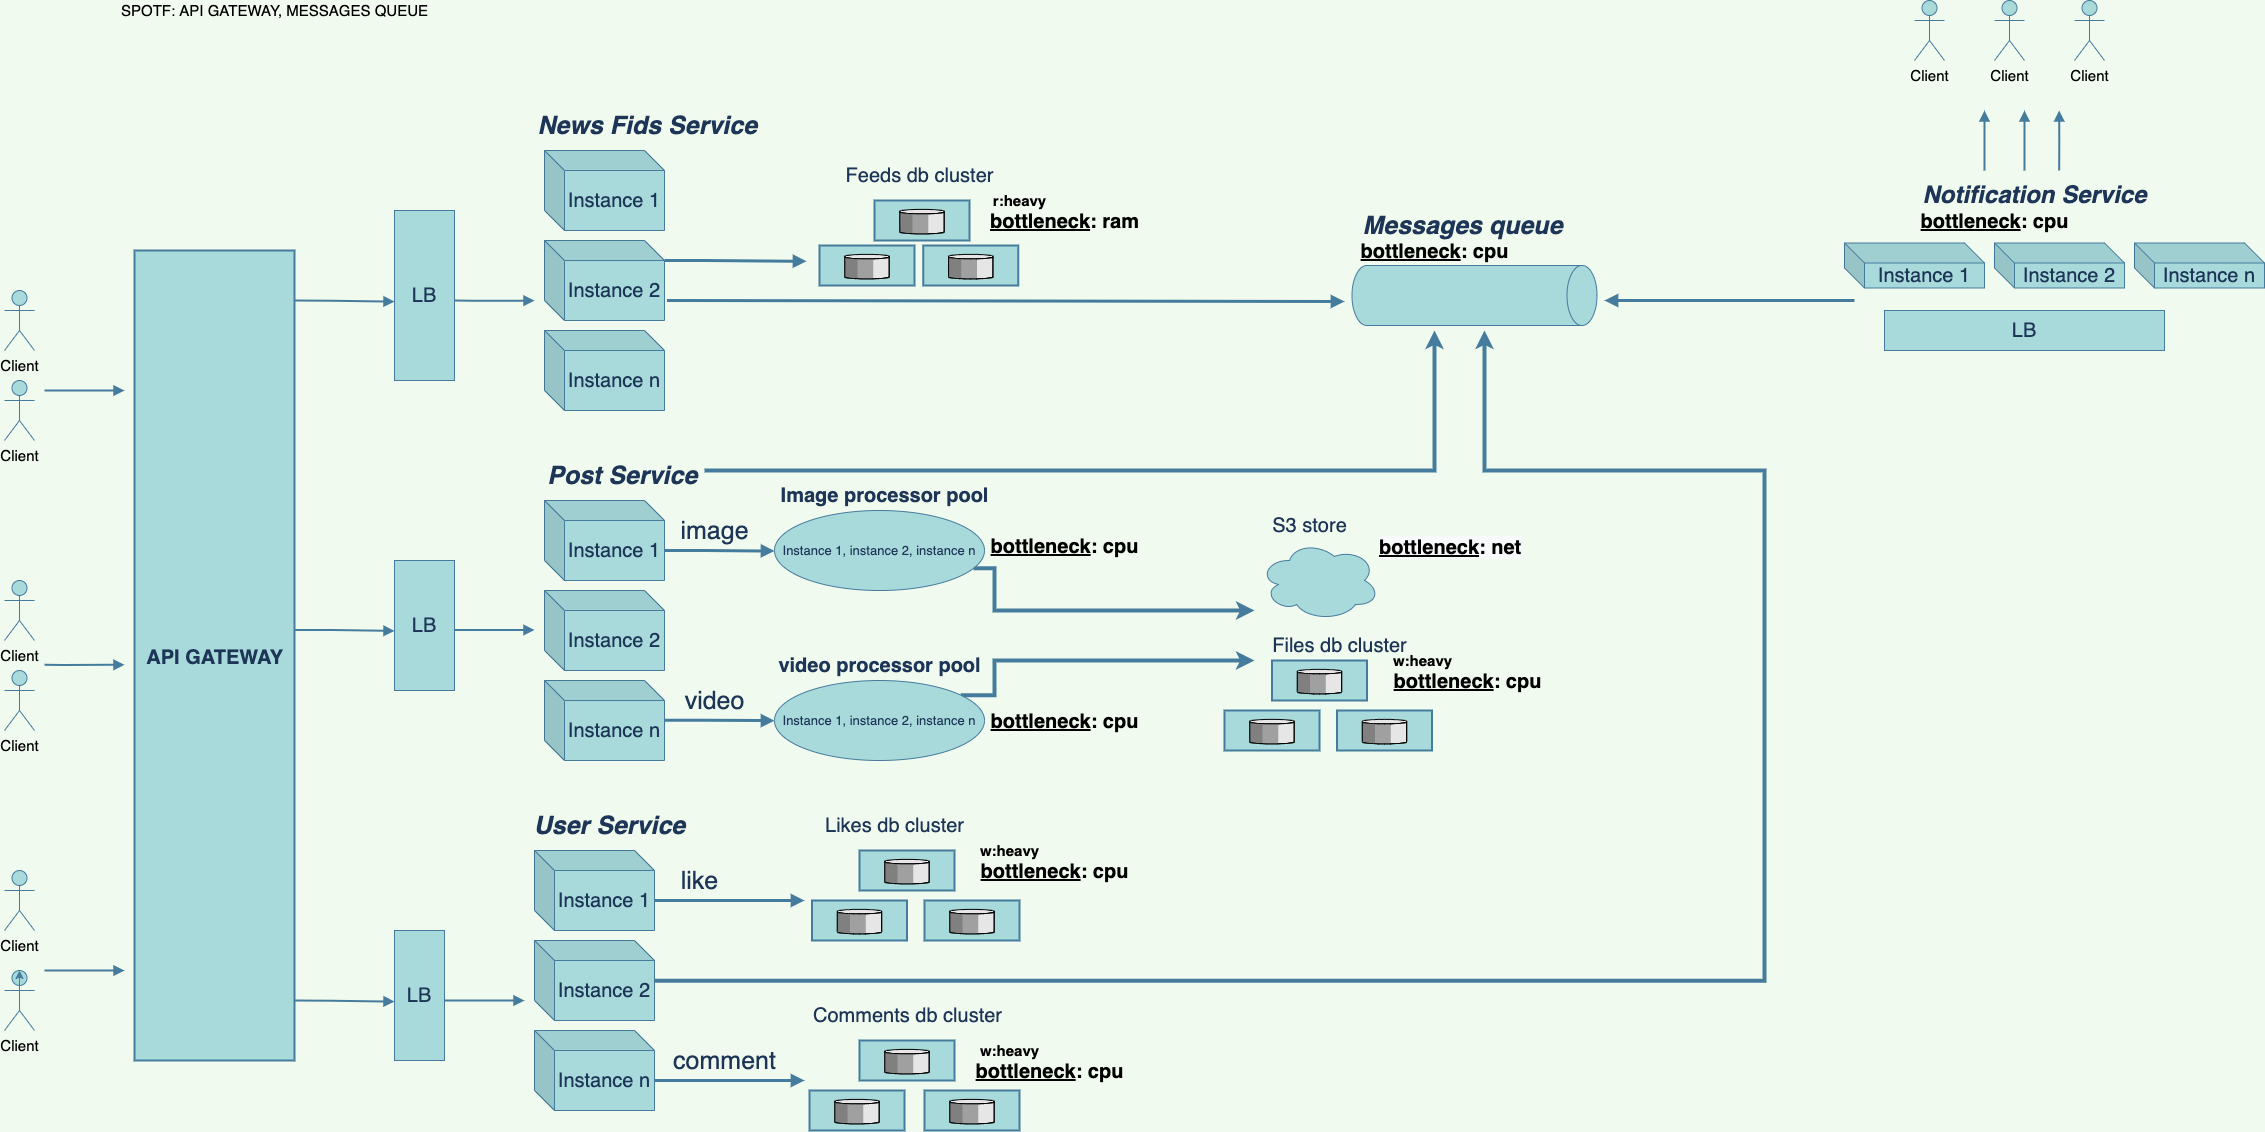 SPOTF: API GATEWAY, MESSAGES QUEUE
Client
Client
Client
Client
Client
Client
API GATEWAY
LB
LB
LB
News Fids Service
Instance 1
Instance 2
Instance n
Feeds db cluster
r:heavy
bottleneck: ram
Post Service
Instance 1
Instance 2
Instance n
image
video
Image processor pool
Instance 1, instance 2, instance n
bottleneck: cpu
video processor pool
Instance 1, instance 2, instance n
bottleneck: cpu
S3 store
bottleneck: net
Files db cluster
w:heavy
bottleneck: cpu
User Service
Instance 1
Instance 2
Instance n
like
comment
Likes db cluster
w:heavy
bottleneck: cpu
Comments db cluster
w:heavy
bottleneck: cpu
Messages queue
bottleneck: cpu
Client
Client
Client
Notification Service
bottleneck: cpu
Instance 1
Instance 2
Instance n
LB